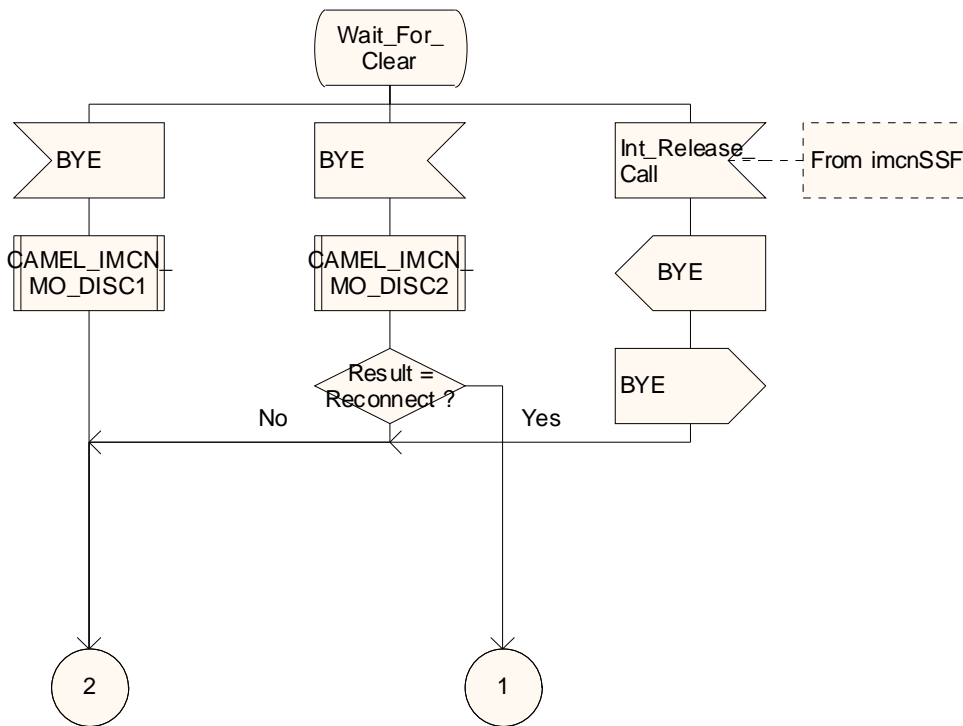 Wait_For_
Clear
BYE
BYE
Int_Release_
Call
From imcnSSF
CAMEL_IMCN_
MO_DISC1
CAMEL_IMCN_
MO_DISC2
BYE
Result =
Reconnect ?
BYE
No
Yes
2
1